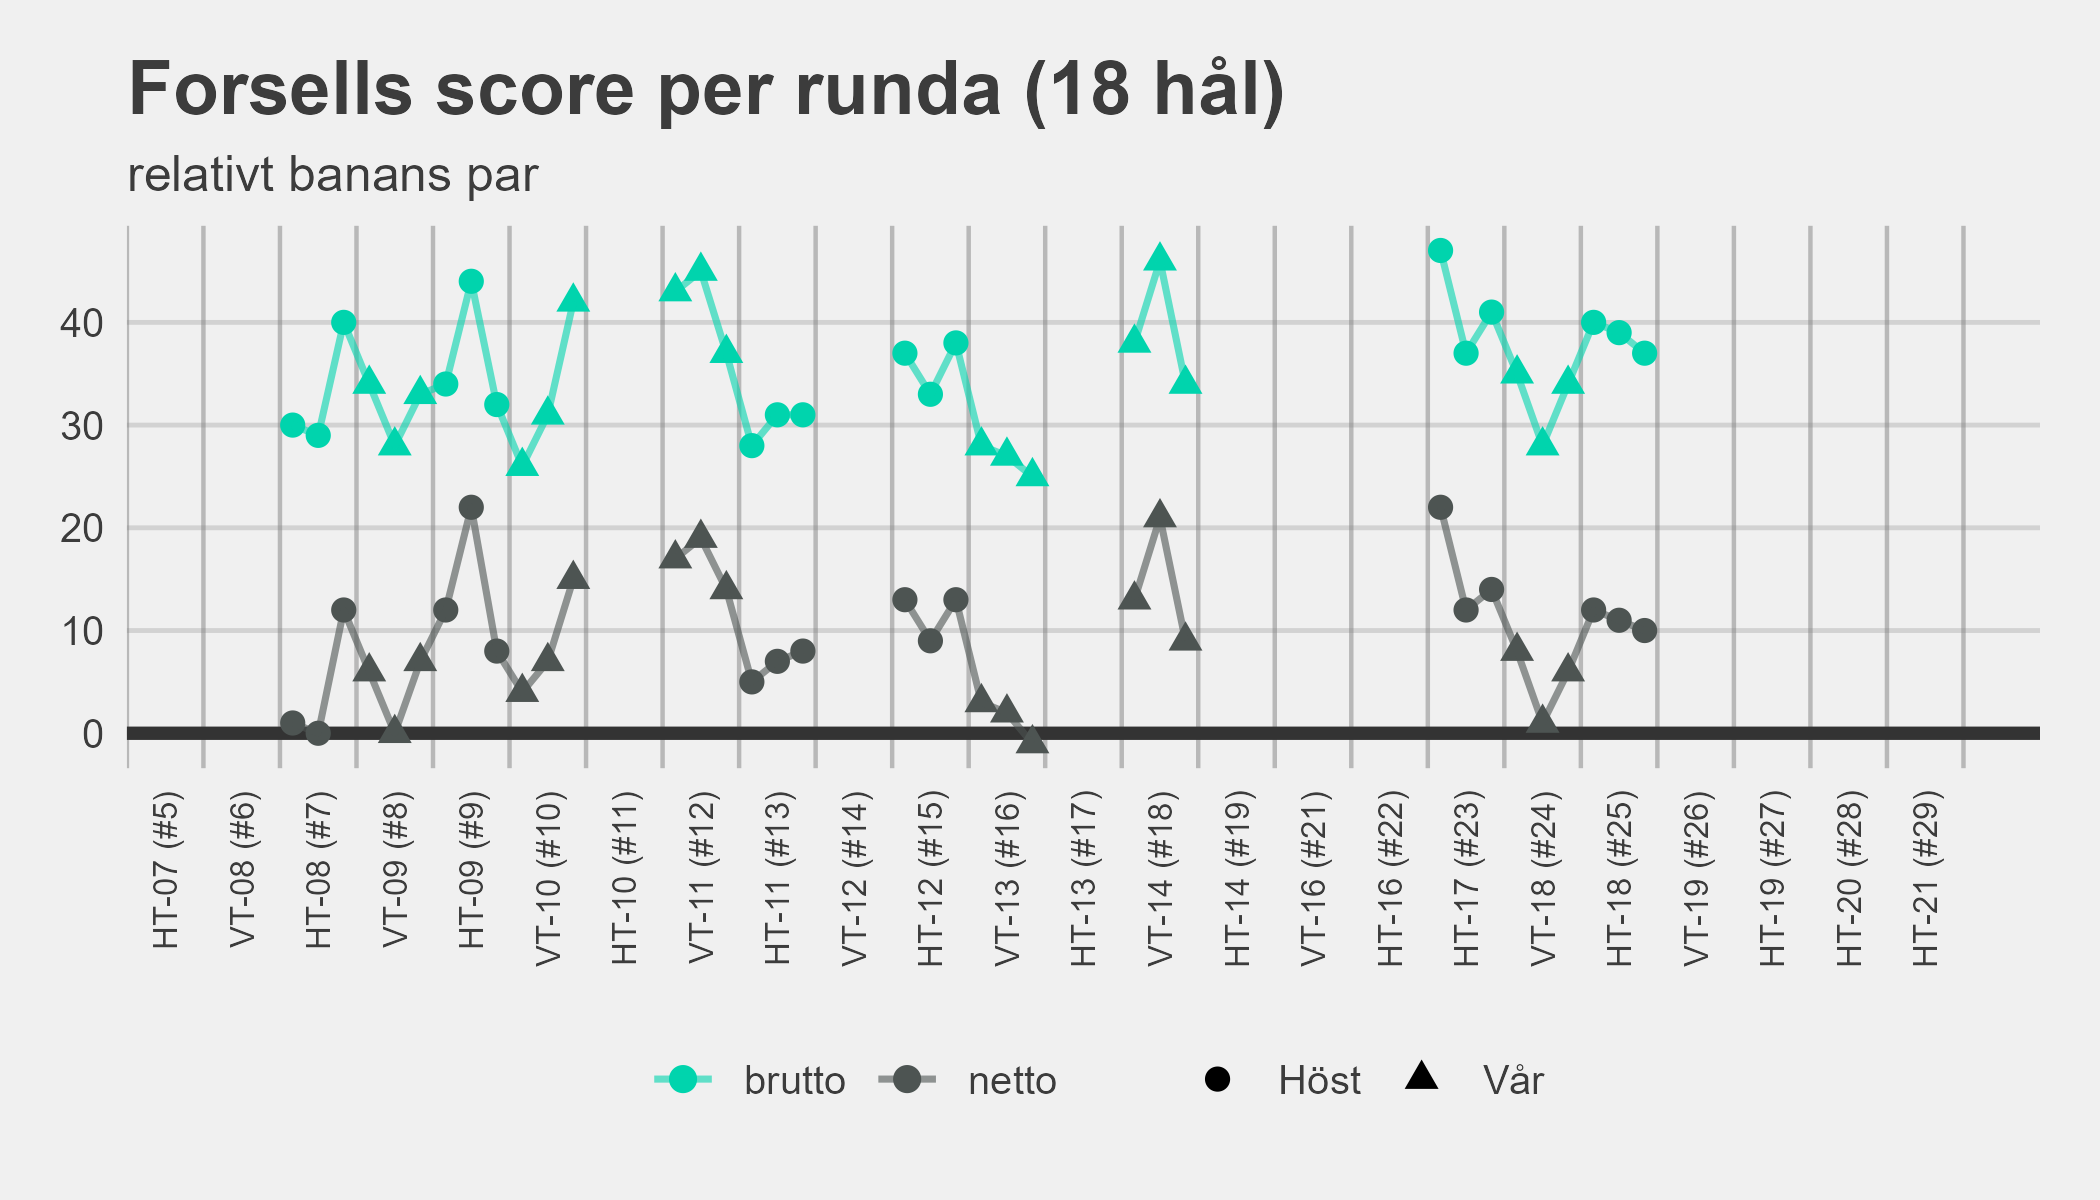 Forsells score per runda (18 hål)
relativt banans par
40
30
20
10
0
HT-07 (#5)
VT-08 (#6)
HT-08 (#7)
VT-09 (#8)
HT-09 (#9)
VT-10 (#10)
HT-10 (#11)
VT-11 (#12)
HT-11 (#13)
VT-12 (#14)
HT-12 (#15)
VT-13 (#16)
HT-13 (#17)
VT-14 (#18)
HT-14 (#19)
VT-16 (#21)
HT-16 (#22)
HT-17 (#23)
VT-18 (#24)
HT-18 (#25)
VT-19 (#26)
HT-19 (#27)
HT-20 (#28)
HT-21 (#29)
brutto netto Höst Vår